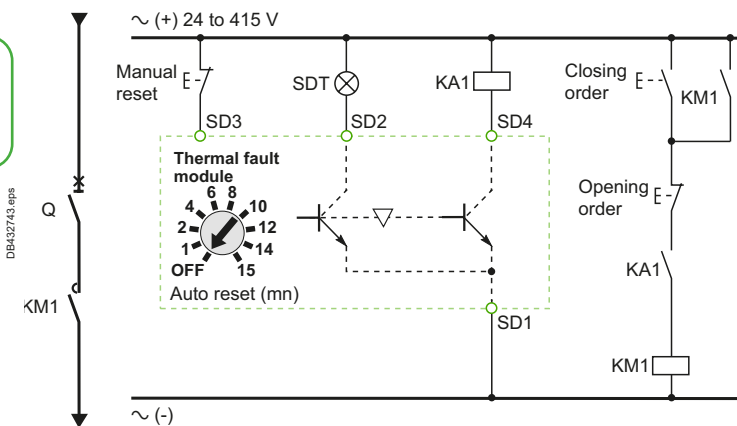 ∼ (+) 24 to 415 V
Manual
reset
SDT
KA1
Closing
order
KM1
SD3
SD2
SD4
Thermal fault
module
6 8
4 10
2 12
1 14
OFF 15
Auto reset (mn)
SD1
Opening
order
KA1
KM1
∼ (-)
Q
KM1
DB432743.eps